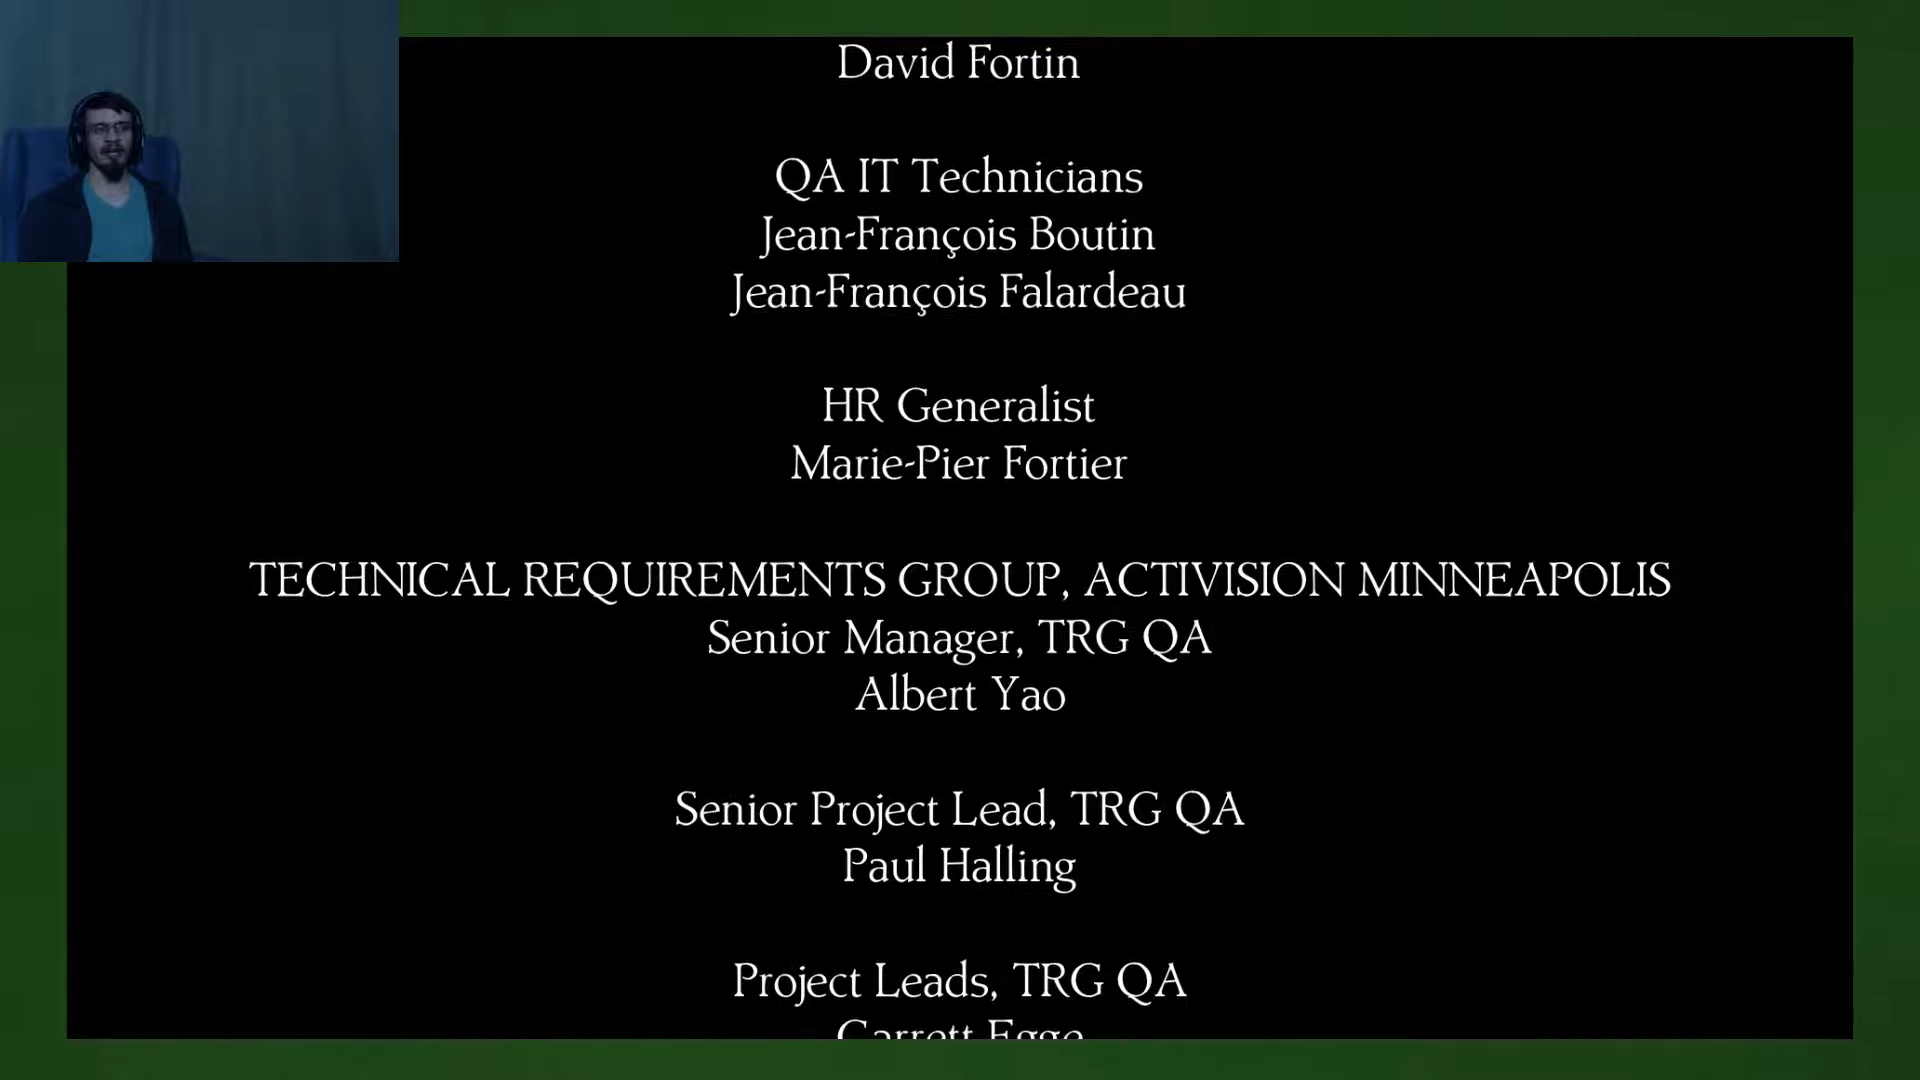 David Fortin
QA IT Technicians
Jean-François Boutin
Jean-François Falardeau
HR Generalist
Marie-Pier Fortier
TECHNICAL REQUIREMENTS GROUP, ACTIVISION MINNEAPOLIS
Senior Manager, TRG QA
Albert Yao
Senior Project Lead, TRG QA
Paul Halling
Project Leads, TRG QA
Garrett Egge